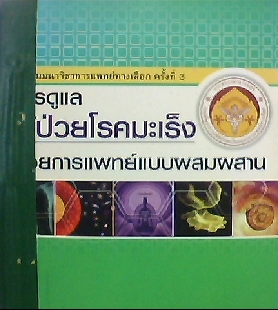 มมนาวิชาการแพทย์ทางเลือก ครั้งที่ 3
รดูแล
ป่วยโรคมะเร็ง
ยการแพทย์แบบผสมผสาน